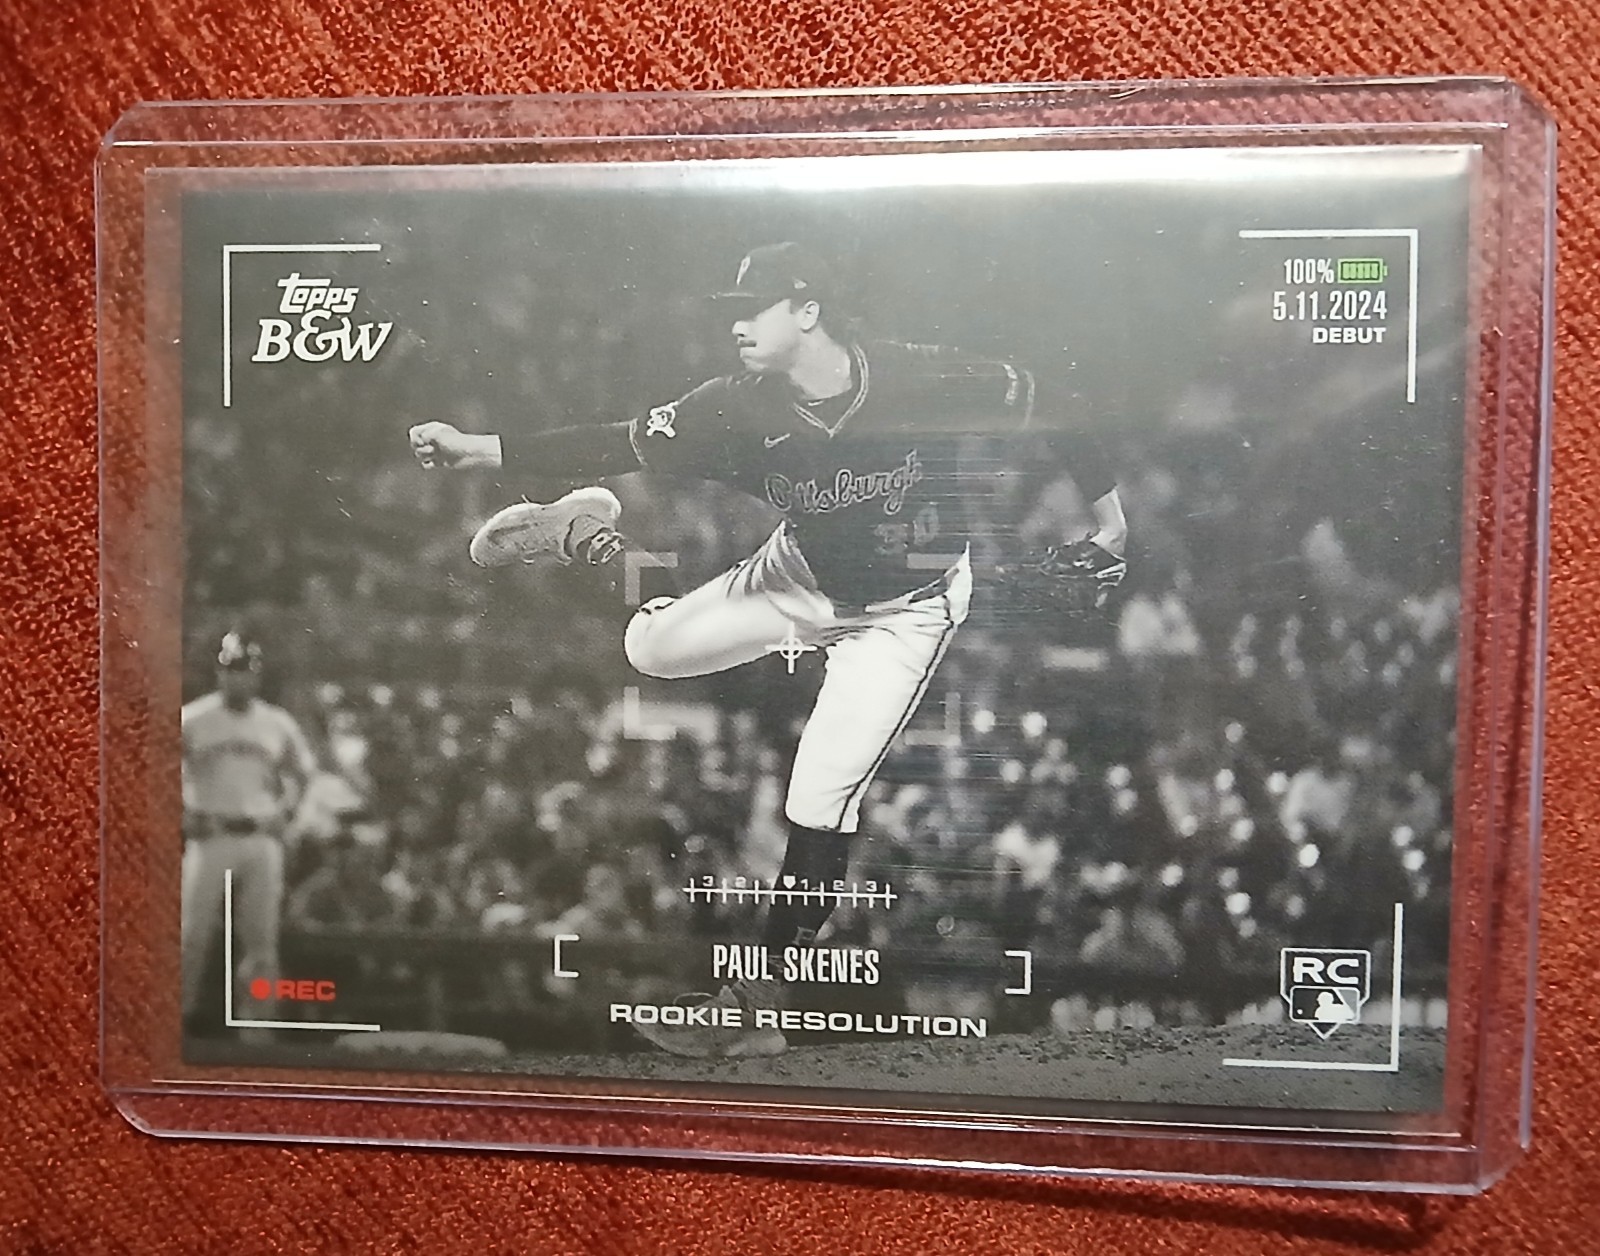 topps
B&W
100%
5.11.2024
DEBUT
P
Pittsburgh
30
3 2 1 1 2 3
PAUL SKENES
ROOKIE RESOLUTION
REC
RC